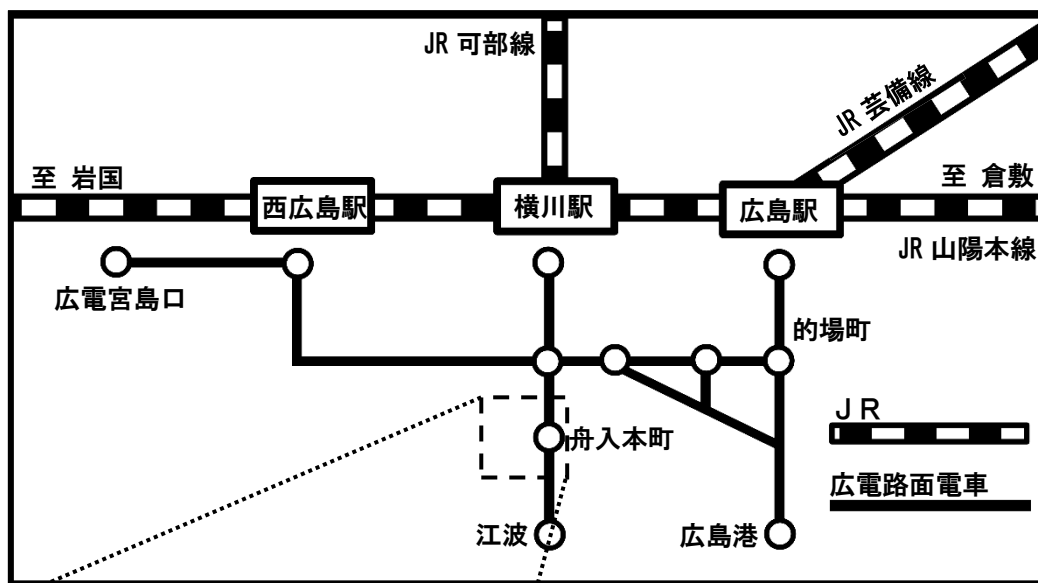 JR 可部線
JR 芸備線
至 岩国
至 倉敷
西広島駅
横川駅
広島駅
JR 山陽本線
広電宮島口
的場町
JR
舟入本町
広電路面電車
江波
広島港